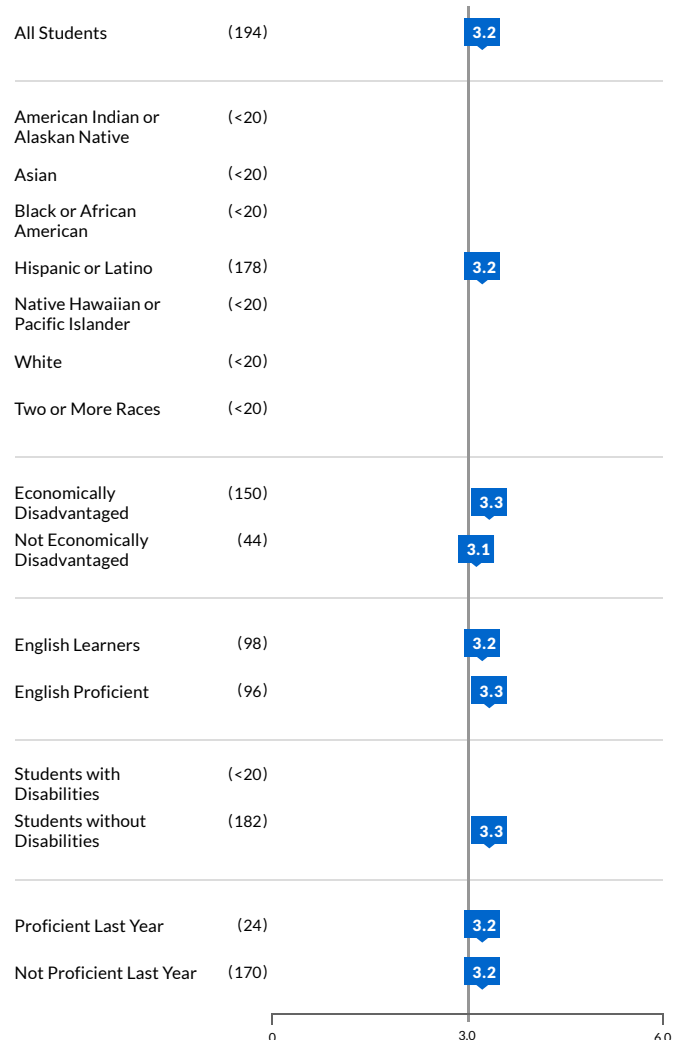 All Students (194) 3.2
American Indian or (<20)
Alaskan Native
Asian (<20)
Black or African (<20)
American
Hispanic or Latino (178) 3.2
Native Hawaiian or (<20)
Pacific Islander
White (<20)
Two or More Races (<20)
Economically (150) 3.3
Disadvantaged
Not Economically (44) 3.1
Disadvantaged
English Learners (98) 3.2
English Proficient (96) 3.3
Students with (<20)
Disabilities
Students without (182) 3.3
Disabilities
Proficient Last Year (24) 3.2
Not Proficient Last Year (170) 3.2
0 3.0 6.0